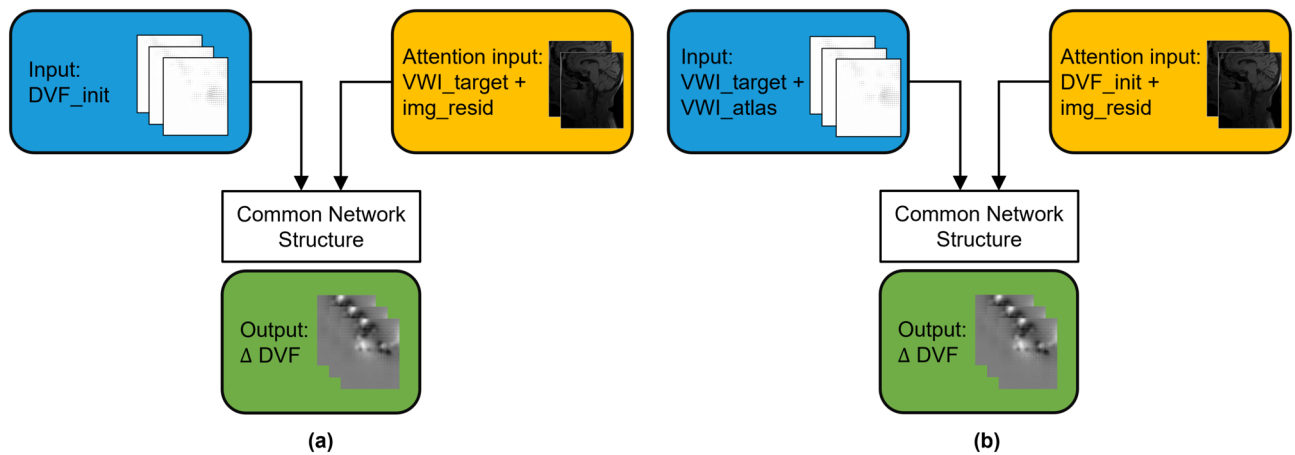 Input:
DVF_init
Attention input:
VWI_target +
img_resid
Common Network
Structure
Output:
Δ DVF
(a)
Input:
VWI_target +
VWI_atlas
Attention input:
DVF_init +
img_resid
Common Network
Structure
Output:
Δ DVF
(b)